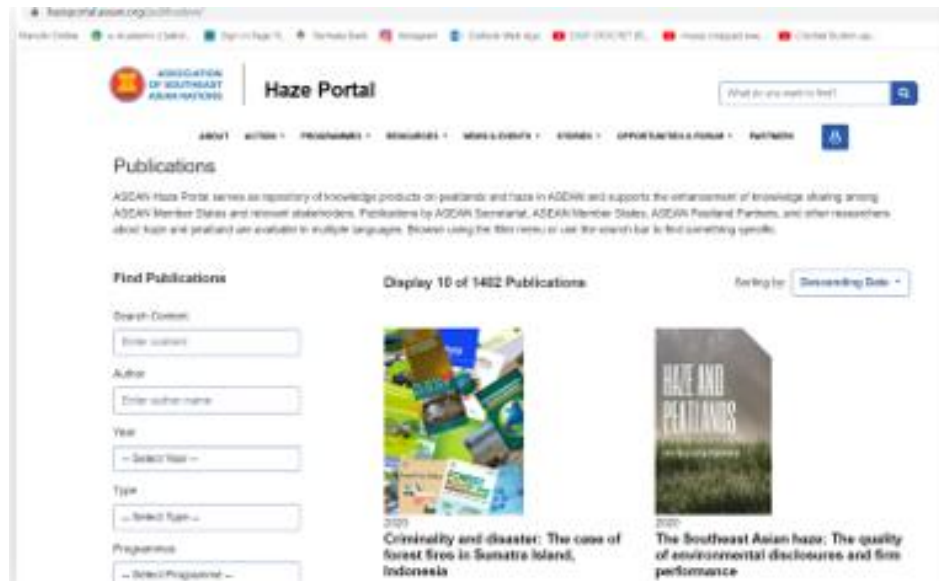 hazeportal.asean.org/publication/
Instagram
ASSOCIATION
OF SOUTHEAST
ASIAN NATIONS
Haze Portal
What do you want to find?
ABOUT ACTION PROGRAMMES RESOURCES NEWS & EVENTS STORIES OPPORTUNITIES & FORUM PARTNERS
Publications
ASEAN Haze Portal serves as repository of knowledge products on peatlands and haze in ASEAN and supports the enhancement of knowledge sharing among
ASEAN Member States and relevant stakeholders. Publications by ASEAN Secretariat, ASEAN Member States, ASEAN Peatland Partners, and other researchers
about haze and peatland are available in multiple languages. Browse using the filter menu or use the search bar to find something specific.
Find Publications
Display 10 of 1402 Publications
Sorting by: Descending Date
Search Content
Enter content
Author
Enter author name
Year
-- Select Year --
Type
-- Select Type --
Programmes
-- Select Programme --
HAZE AND
PEATLANDS
2020
Criminality and disaster: The case of
forest fires in Sumatra Island,
Indonesia
2020
The Southeast Asian haze: The quality
of environmental disclosures and firm
performance